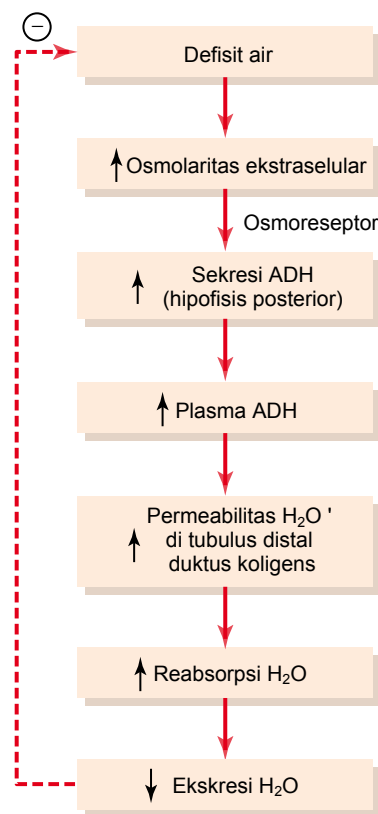 −
Defisit air
↑ Osmolaritas ekstraselular
Osmoreseptor
↑ Sekresi ADH
(hipofisis posterior)
↑ Plasma ADH
Permeabilitas H₂O '
↑ di tubulus distal
duktus koligens
↑ Reabsorpsi H₂O
↓ Ekskresi H₂O